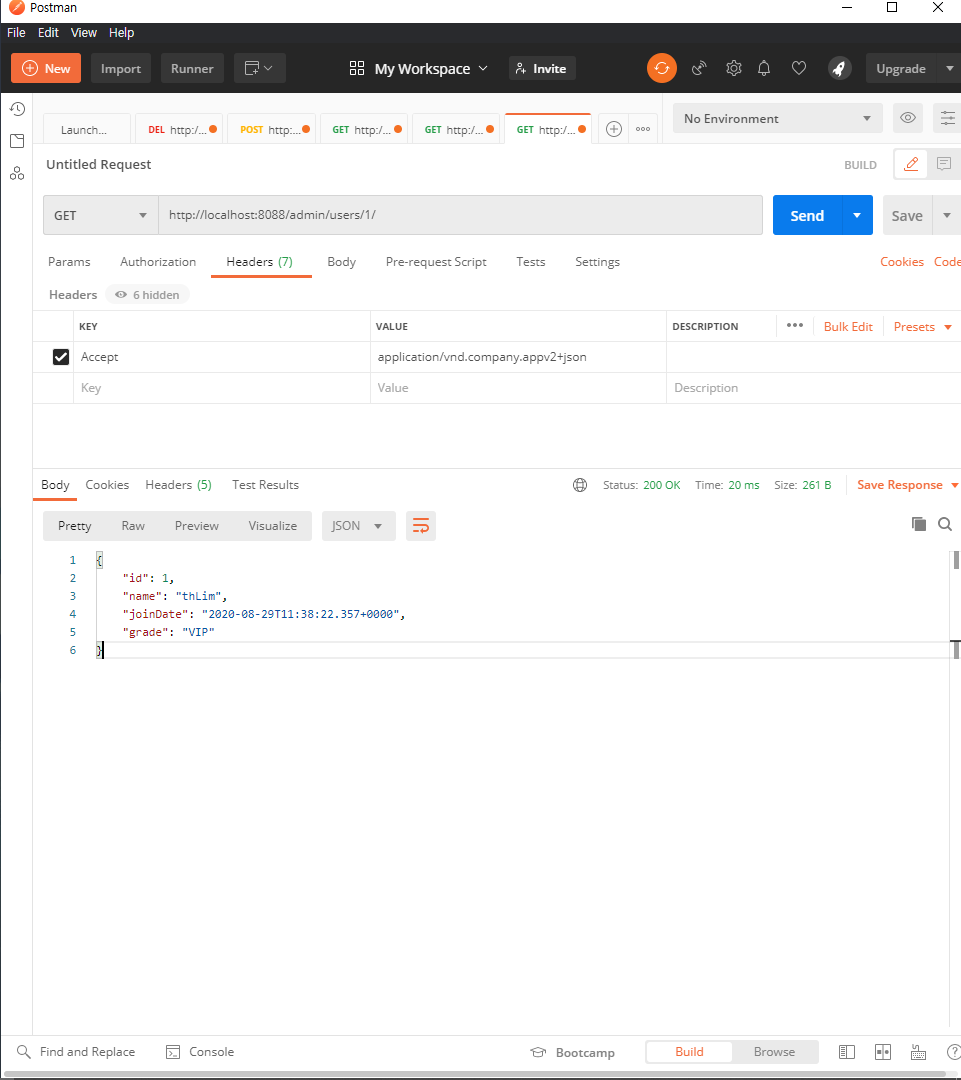 Postman
File Edit View Help
New Import Runner My Workspace Invite Upgrade
Launch... DEL http:/... POST http:... GET http:/... GET http:/... GET http:/... No Environment
Untitled Request BUILD
GET http://localhost:8088/admin/users/1/ Send Save
Params Authorization Headers (7) Body Pre-request Script Tests Settings Cookies Code
Headers 6 hidden
KEY VALUE DESCRIPTION ••• Bulk Edit Presets
Accept application/vnd.company.appv2+json
Key Value Description
Body Cookies Headers (5) Test Results Status: 200 OK Time: 20 ms Size: 261 B Save Response
Pretty Raw Preview Visualize JSON
1 {
2 "id": 1,
3 "name": "thLim",
4 "joinDate": "2020-08-29T11:38:22.357+0000",
5 "grade": "VIP"
6 }
Find and Replace Console Bootcamp Build Browse